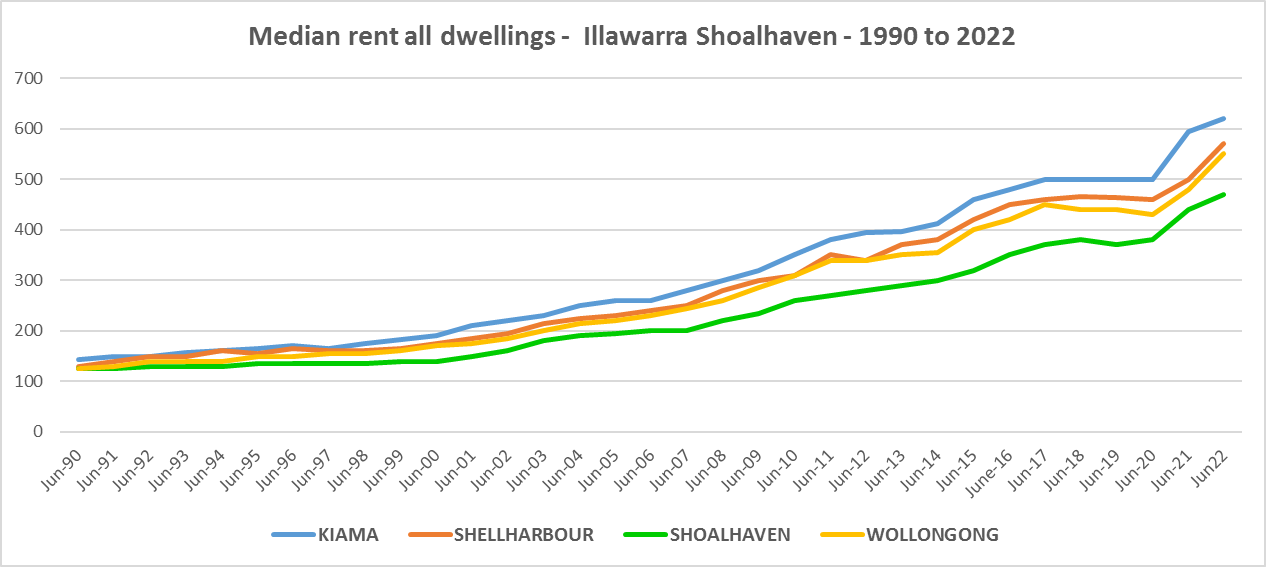 Median rent all dwellings -  Illawarra Shoalhaven - 1990 to 2022
700
600
500
400
300
200
100
0
Jun-90
Jun-91
Jun-92
Jun-93
Jun-94
Jun-95
Jun-96
Jun-97
Jun-98
Jun-99
Jun-00
Jun-01
Jun-02
Jun-03
Jun-04
Jun-05
Jun-06
Jun-07
Jun-08
Jun-09
Jun-10
Jun-11
Jun-12
Jun-13
Jun-14
Jun-15
June-16
Jun-17
Jun-18
Jun-19
Jun-20
Jun-21
Jun22
KIAMA SHELLHARBOUR SHOALHAVEN WOLLONGONG